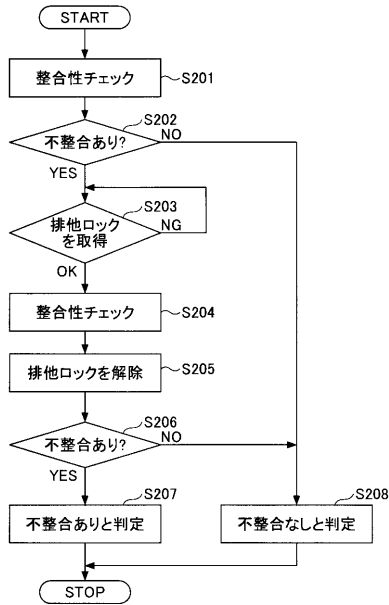 START
整合性チェック
S201
不整合あり?
S202
NO
YES
排他ロック
を取得
S203
NG
OK
整合性チェック
S204
排他ロックを解除
S205
不整合あり?
S206
NO
YES
不整合ありと判定
S207
不整合なしと判定
S208
STOP